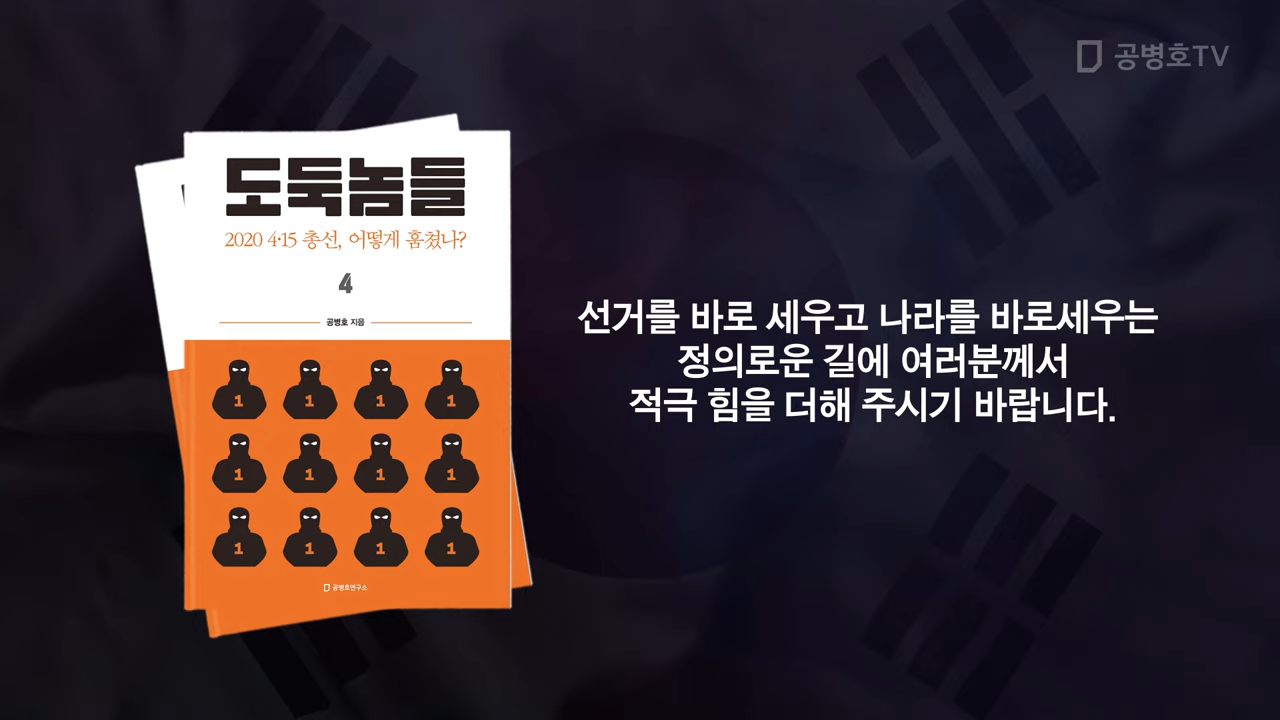 공병호TV
도둑놈들
2020 4·15 총선, 어떻게 훔쳤나?
4
공병호 지음
1 1 1 1
1 1 1 1
1 1 1 1
공병호연구소
선거를 바로 세우고 나라를 바로세우는
정의로운 길에 여러분께서
적극 힘을 더해 주시기 바랍니다.